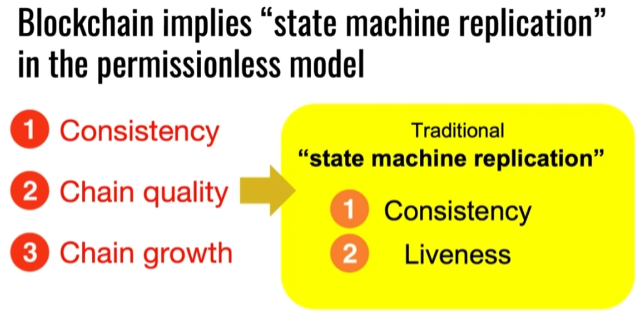 Blockchain implies “state machine replication”
in the permissionless model
1 Consistency
2 Chain quality
3 Chain growth
Traditional
“state machine replication”
1 Consistency
2 Liveness